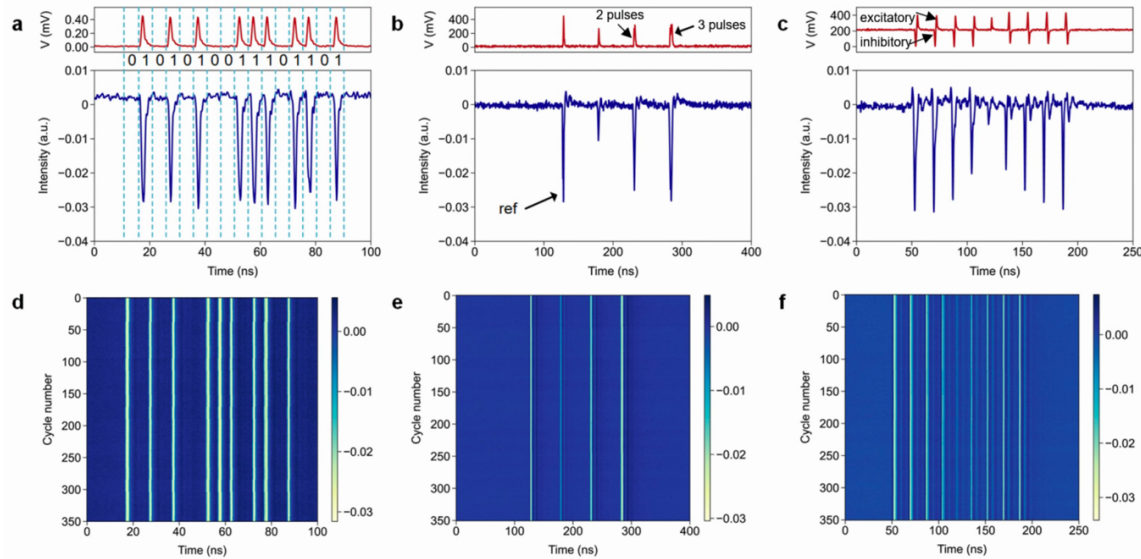 a
V (mV)
0.40
0.20
0.00
0 1 0 1 0 1 0 0 1 1 1 0 1 1 0 1
Intensity (a.u.)
0.01
0
−0.01
−0.02
−0.03
−0.04
0 20 40 60 80 100
Time (ns)
b
V (mV)
400
200
0
2 pulses
3 pulses
Intensity (a.u.)
0.01
0
−0.01
−0.02
−0.03
−0.04
ref
0 100 200 300 400
Time (ns)
c
V (mV)
400
200
0
excitatory
inhibitory
Intensity (a.u.)
0.01
0
−0.01
−0.02
−0.03
−0.04
0 50 100 150 200 250
Time (ns)
d
Cycle number
0
50
100
150
200
250
300
350
0 20 40 60 80 100
Time (ns)
0.00
−0.01
−0.02
−0.03
e
Cycle number
0
50
100
150
200
250
300
350
0 100 200 300 400
Time (ns)
0.00
−0.01
−0.02
−0.03
f
Cycle number
0
50
100
150
200
250
300
350
0 50 100 150 200 250
Time (ns)
0.00
−0.01
−0.02
−0.03